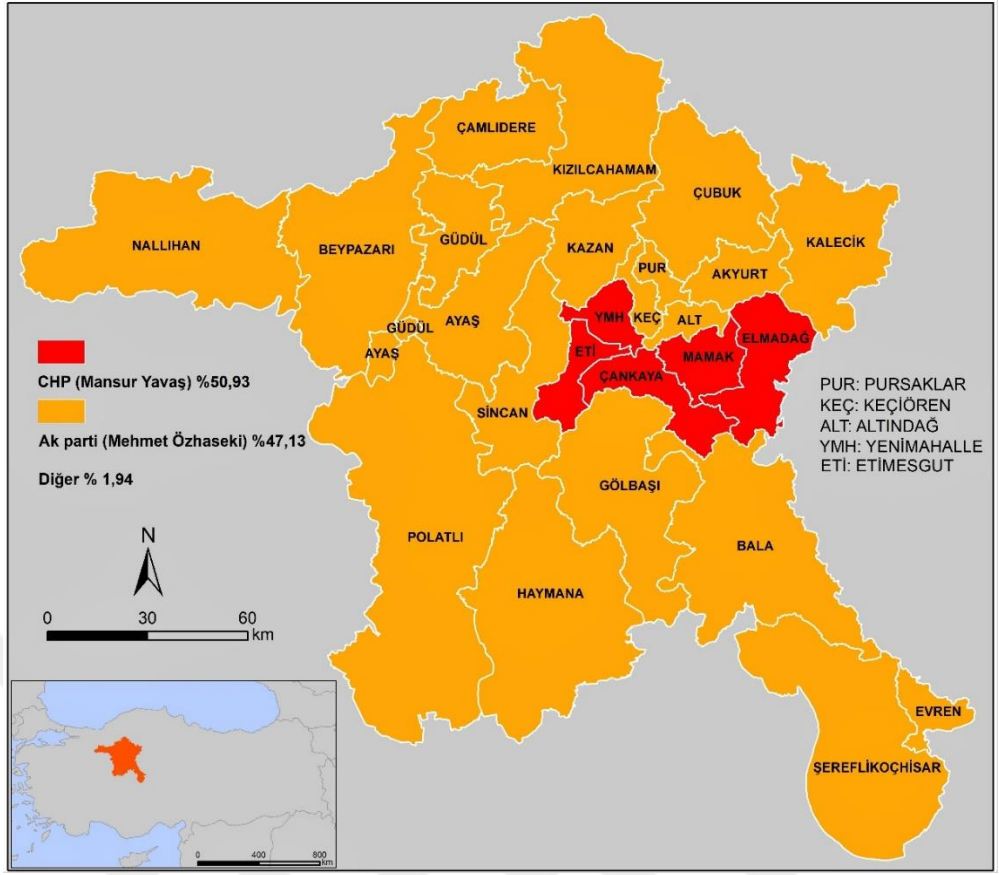 ÇAMLIDERE
KIZILCAHAMAM
ÇUBUK
NALLIHAN
BEYPAZARI
GÜDÜL
KAZAN
KALECİK
PUR
AKYURT
GÜDÜL
AYAŞ
YMH
KEÇ
ALT
ELMADAĞ
AYAŞ
ETİ
MAMAK
ÇANKAYA
CHP (Mansur Yavaş) %50,93
SİNCAN
Ak parti (Mehmet Özhaseki) %47,13
Diğer % 1,94
PUR: PURSAKLAR
KEÇ: KEÇİÖREN
ALT: ALTINDAĞ
YMH: YENİMAHALLE
ETİ: ETİMESGUT
GÖLBAŞI
POLATLI
BALA
HAYMANA
N
0 30 60
km
EVREN
ŞEREFLİKOÇHİSAR
0 400 800
km